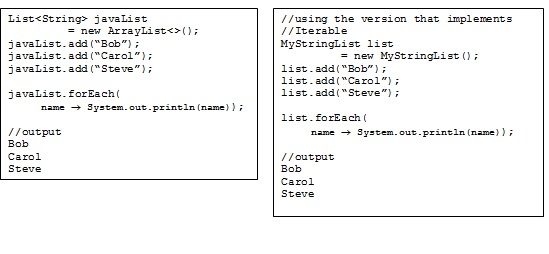 List<String> javaList
= new ArrayList<>();
javaList.add(“Bob”);
javaList.add(“Carol”);
javaList.add(“Steve”);
javaList.forEach(
name → System.out.println(name));
//output
Bob
Carol
Steve
//using the version that implements
//Iterable
MyStringList list
= new MyStringList();
list.add(“Bob”);
list.add(“Carol”);
list.add(“Steve”);
list.forEach(
name → System.out.println(name));
//output
Bob
Carol
Steve